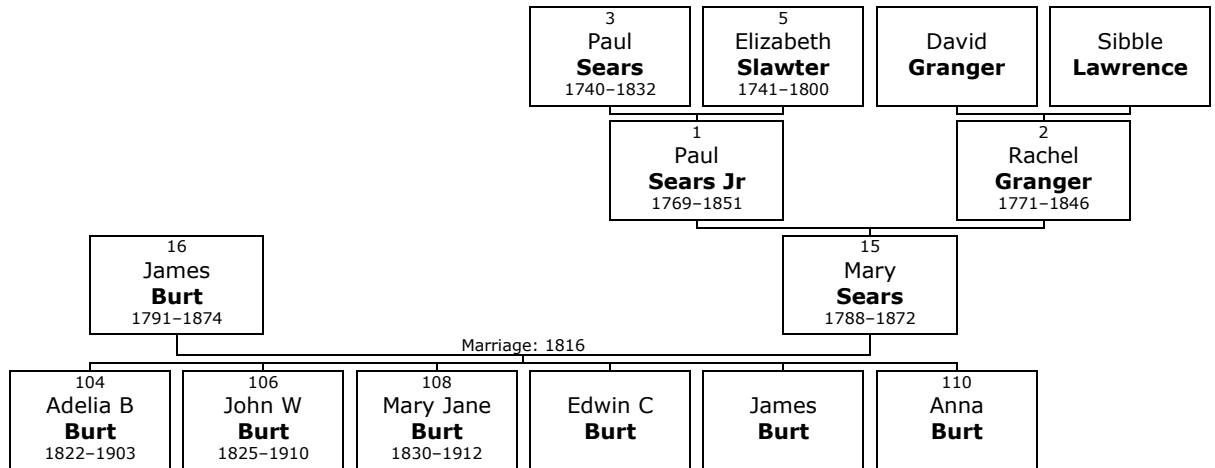 3
Paul
Sears
1740–1832
5
Elizabeth
Slawter
1741–1800
David
Granger
Sibble
Lawrence
1
Paul
Sears Jr
1769–1851
2
Rachel
Granger
1771–1846
16
James
Burt
1791–1874
15
Mary
Sears
1788–1872
Marriage: 1816
104
Adelia B
Burt
1822–1903
106
John W
Burt
1825–1910
108
Mary Jane
Burt
1830–1912
Edwin C
Burt
James
Burt
110
Anna
Burt